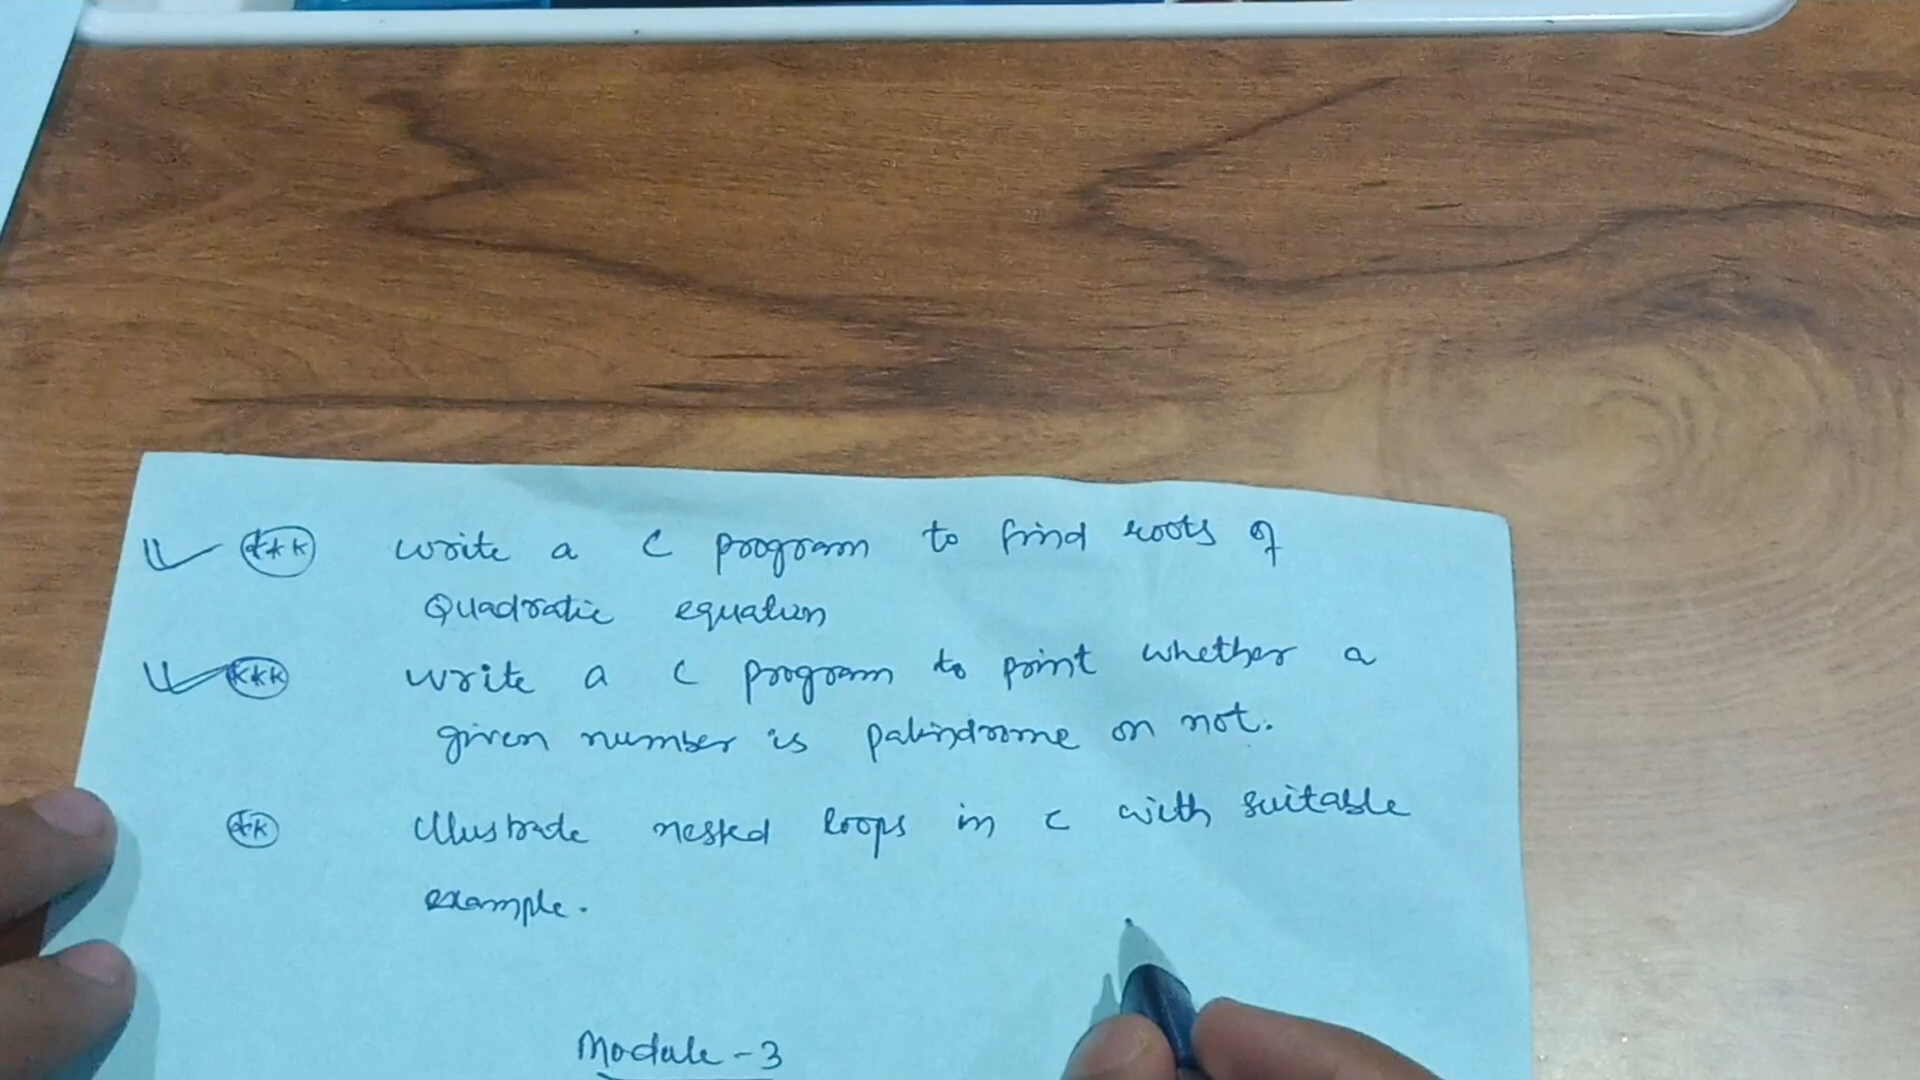 *** write a C program to find roots of
Quadratic equation
*** write a C program to print whether a
given number is palindrome or not.
** illustrate nested loops in C with suitable
example.
Module-3